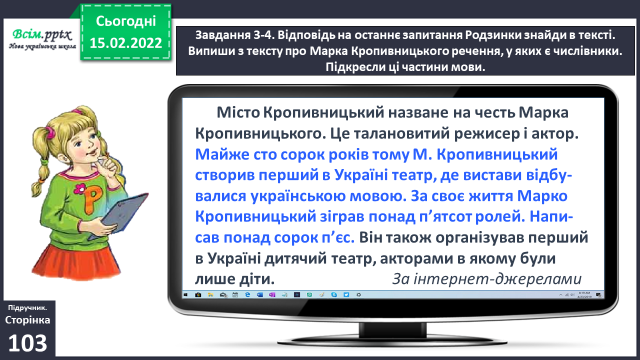 Всім.pptx
Нова українська школа
Сьогодні
15.02.2022
Завдання 3-4. Відповідь на останнє запитання Родзинки знайди в тексті.
Випиши з тексту про Марка Кропивницького речення, у яких є числівники.
Підкресли ці частини мови.
Місто Кропивницький назване на честь Марка
Кропивницького. Це талановитий режисер і актор.
Майже сто сорок років тому М. Кропивницький
створив перший в Україні театр, де вистави відбу-
валися українською мовою. За своє життя Марко
Кропивницький зіграв понад п’ятсот ролей. Напи-
сав понад сорок п’єс. Він також організував перший
в Україні дитячий театр, акторами в якому були
лише діти. За інтернет-джерелами
Р
Підручник.
Сторінка
103